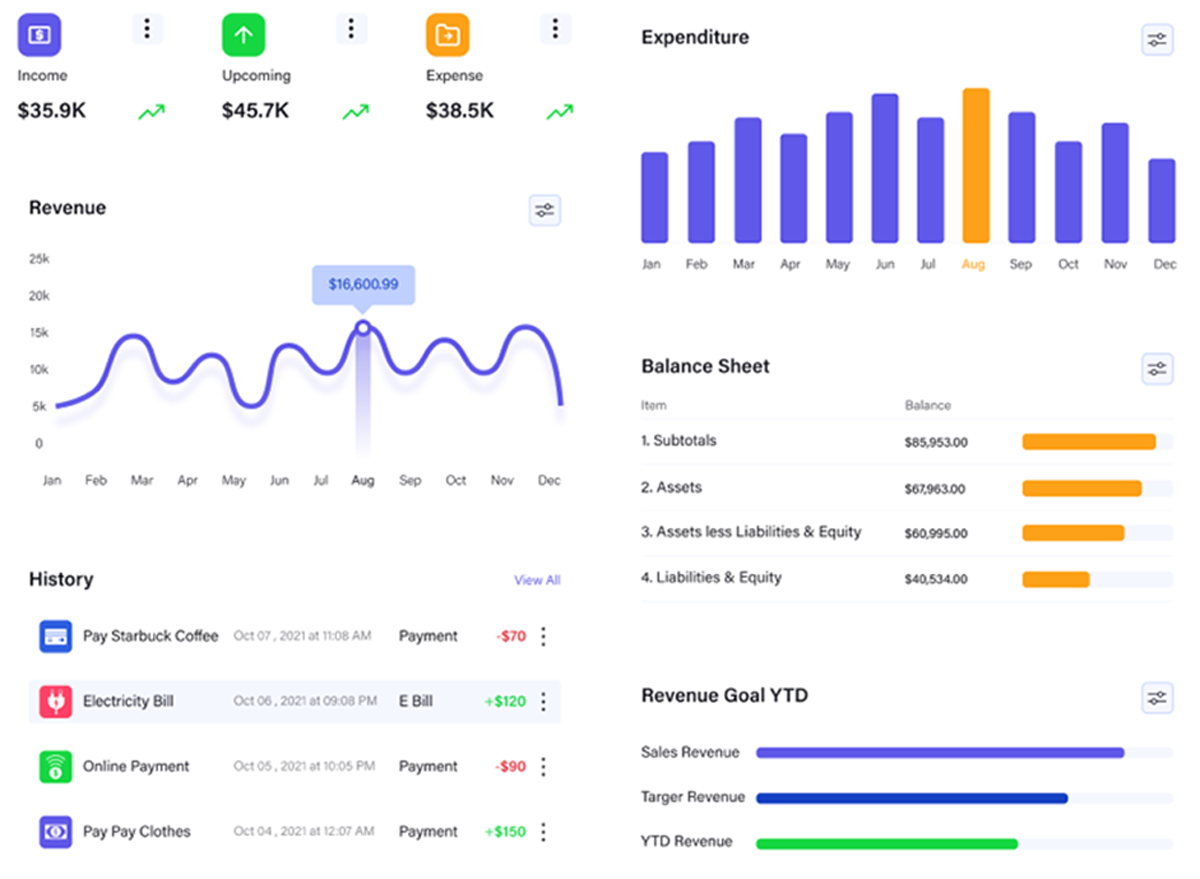 Income
$35.9K
Upcoming
$45.7K
Expense
$38.5K
Revenue
25k
20k
15k
10k
5k
0
$16,600.99
Jan Feb Mar Apr May Jun Jul Aug Sep Oct Nov Dec
History View All
Pay Starbuck Coffee Oct 07 , 2021 at 11:08 AM Payment -$70
Electricity Bill Oct 06 , 2021 at 09:08 PM E Bill +$120
Online Payment Oct 05 , 2021 at 10:05 PM Payment -$90
Pay Pay Clothes Oct 04 , 2021 at 12:07 AM Payment +$150
Expenditure
Jan Feb Mar Apr May Jun Jul Aug Sep Oct Nov Dec
Balance Sheet
Item Balance
1. Subtotals $85,953.00
2. Assets $67,963.00
3. Assets less Liabilities & Equity $60,995.00
4. Liabilities & Equity $40,534.00
Revenue Goal YTD
Sales Revenue
Targer Revenue
YTD Revenue